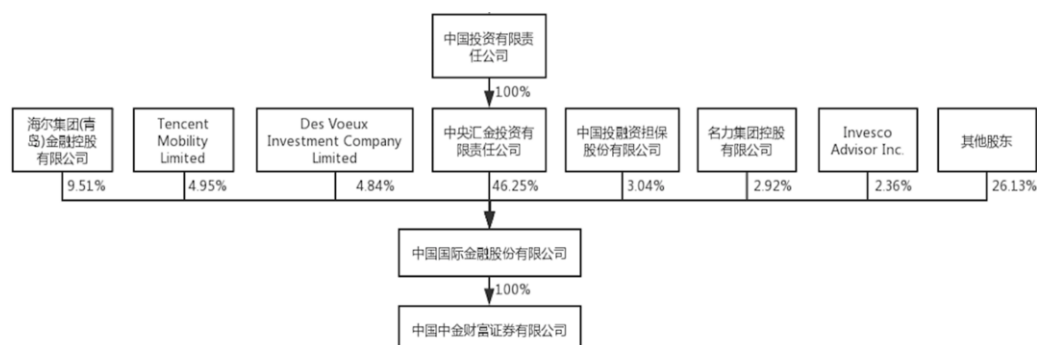 中国投资有限责
任公司
100%
海尔集团(青
岛)金融控股
有限公司
Tencent
Mobility
Limited
Des Voeux
Investment Company
Limited
中央汇金投资有
限责任公司
中国投融资担保
股份有限公司
名力集团控股
有限公司
Invesco
Advisor Inc.
其他股东
9.51%
4.95%
4.84%
46.25%
3.04%
2.92%
2.36%
26.13%
中国国际金融股份有限公司
100%
中国中金财富证券有限公司